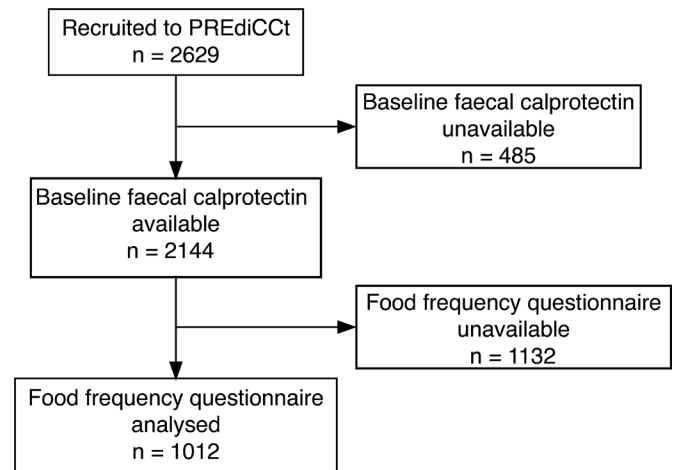 Recruited to PREdiCCt
n = 2629
Baseline faecal calprotectin
unavailable
n = 485
Baseline faecal calprotectin
available
n = 2144
Food frequency questionnaire
unavailable
n = 1132
Food frequency questionnaire
analysed
n = 1012